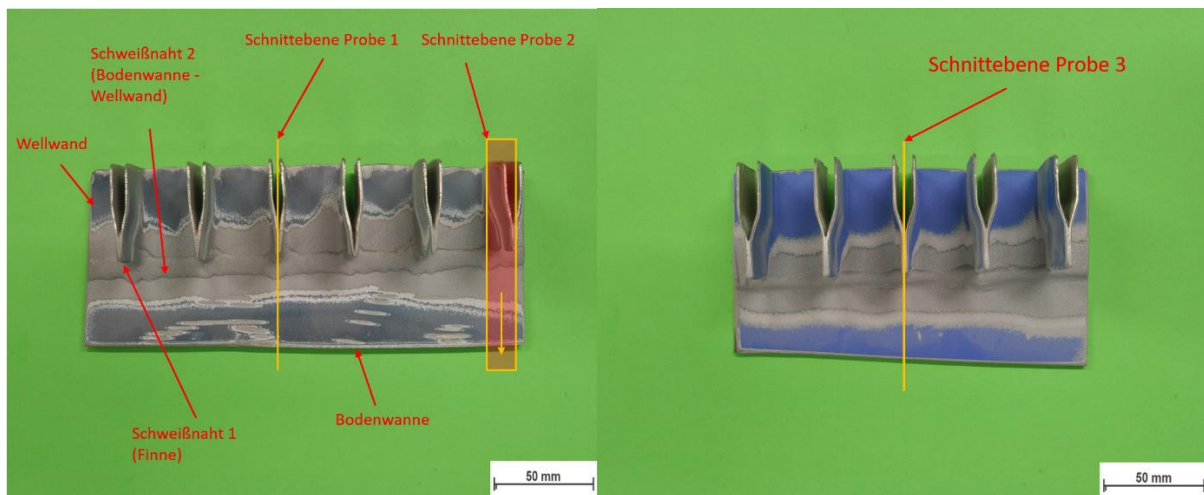 Schnittebene Probe 1
Schnittebene Probe 2
Schweißnaht 2
(Bodenwanne -
Wellwand)
Wellwand
Bodenwanne
Schweißnaht 1
(Finne)
50 mm
Schnittebene Probe 3
50 mm